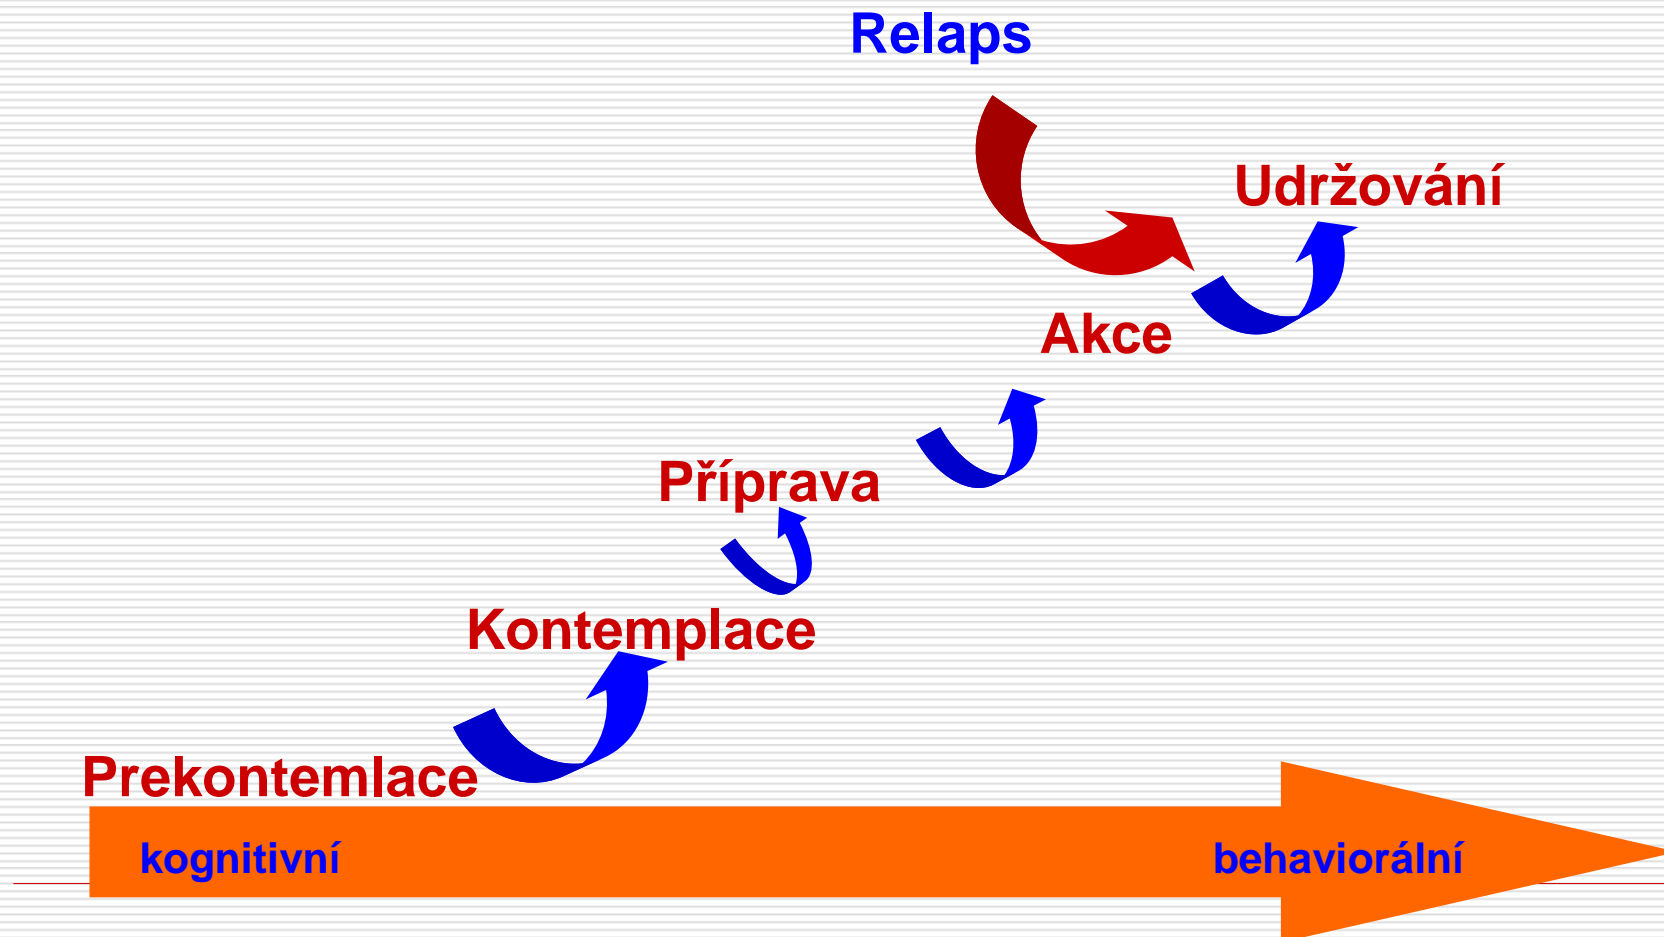 Relaps
Udržování
Akce
Příprava
Kontemplace
Prekontemlace
kognitivní
behaviorální